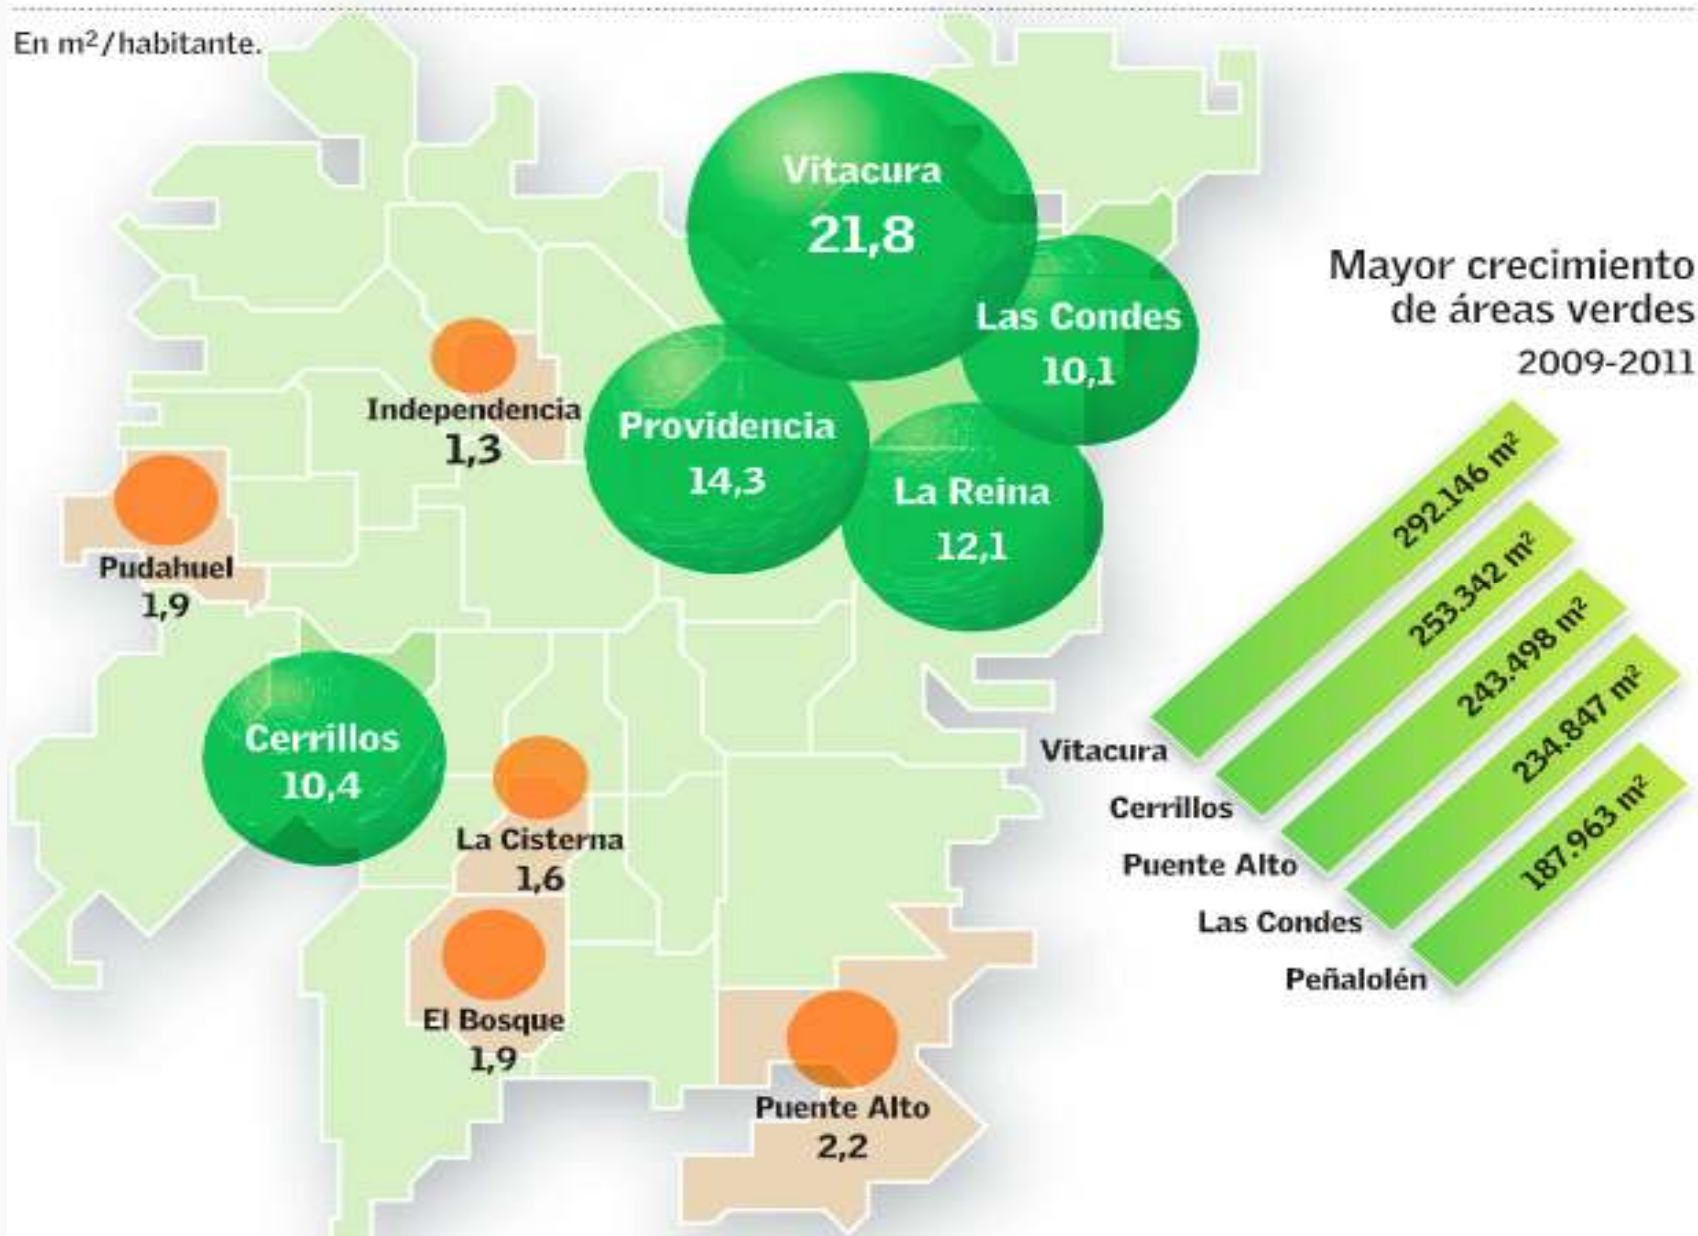 En m²/habitante.
Vitacura
21,8
Las Condes
10,1
Providencia
14,3
La Reina
12,1
Independencia
1,3
Pudahuel
1,9
Cerrillos
10,4
La Cisterna
1,6
El Bosque
1,9
Puente Alto
2,2
Mayor crecimiento
de áreas verdes
2009-2011
Vitacura
292.146 m²
Cerrillos
253.342 m²
Puente Alto
243.498 m²
Las Condes
234.847 m²
Peñalolén
187.963 m²